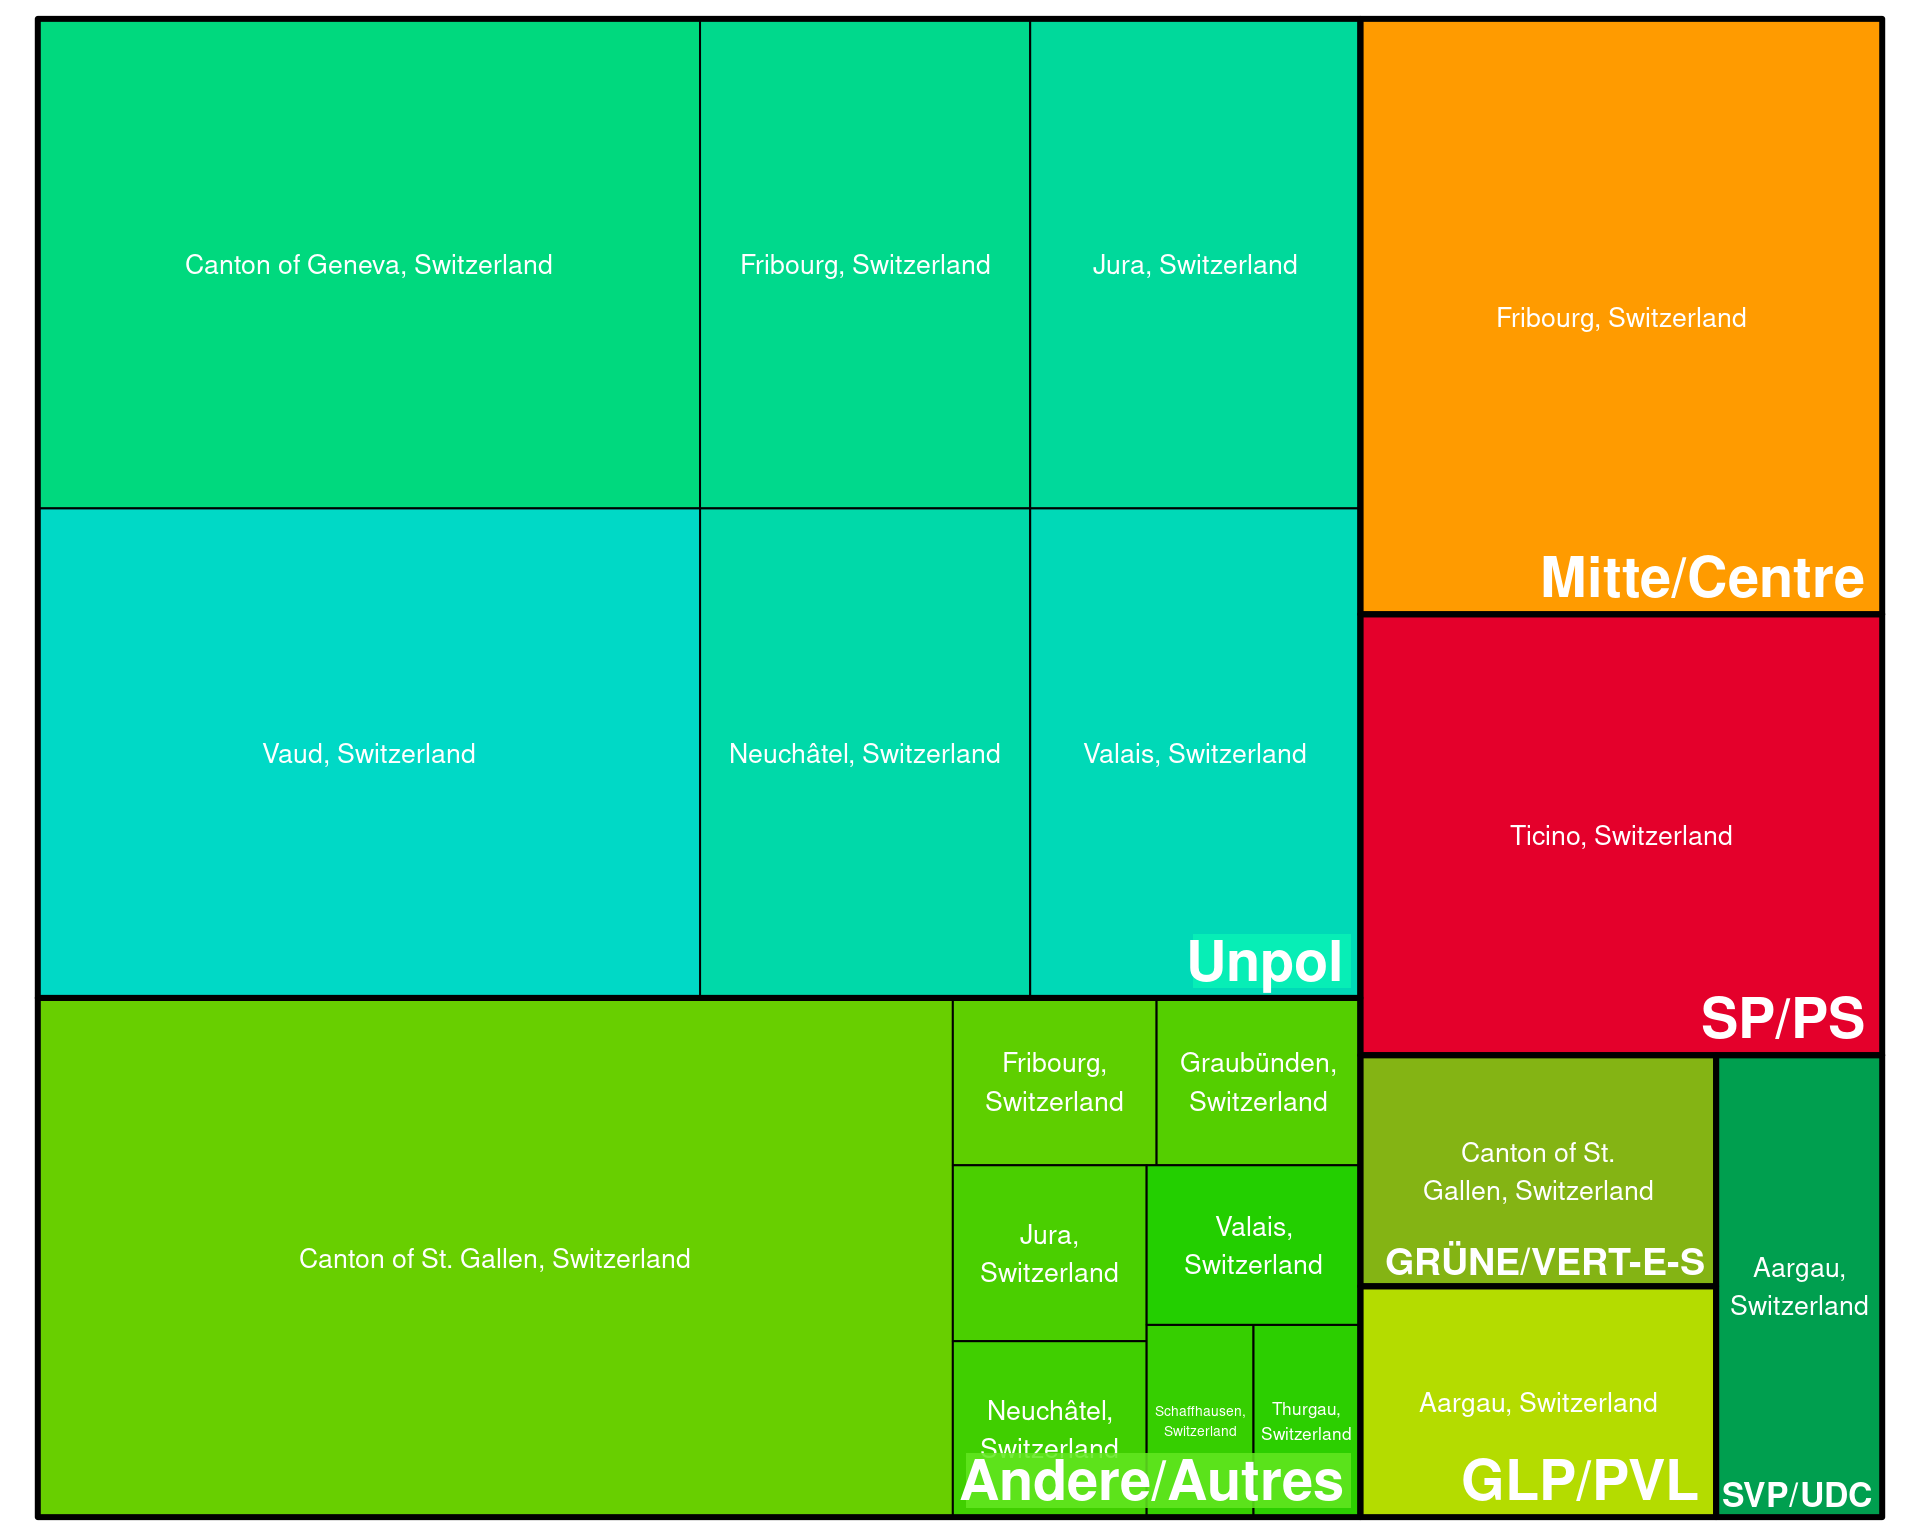 Canton of Geneva, Switzerland
Fribourg, Switzerland
Jura, Switzerland
Vaud, Switzerland
Neuchâtel, Switzerland
Valais, Switzerland
Unpol
Canton of St. Gallen, Switzerland
Fribourg,
Switzerland
Graubünden,
Switzerland
Jura,
Switzerland
Valais,
Switzerland
Neuchâtel,
Switzerland
Schaffhausen,
Switzerland
Thurgau,
Switzerland
Andere/Autres
Fribourg, Switzerland
Mitte/Centre
Ticino, Switzerland
SP/PS
Canton of St.
Gallen, Switzerland
GRÜNE/VERT-E-S
Aargau, Switzerland
GLP/PVL
Aargau,
Switzerland
SVP/UDC